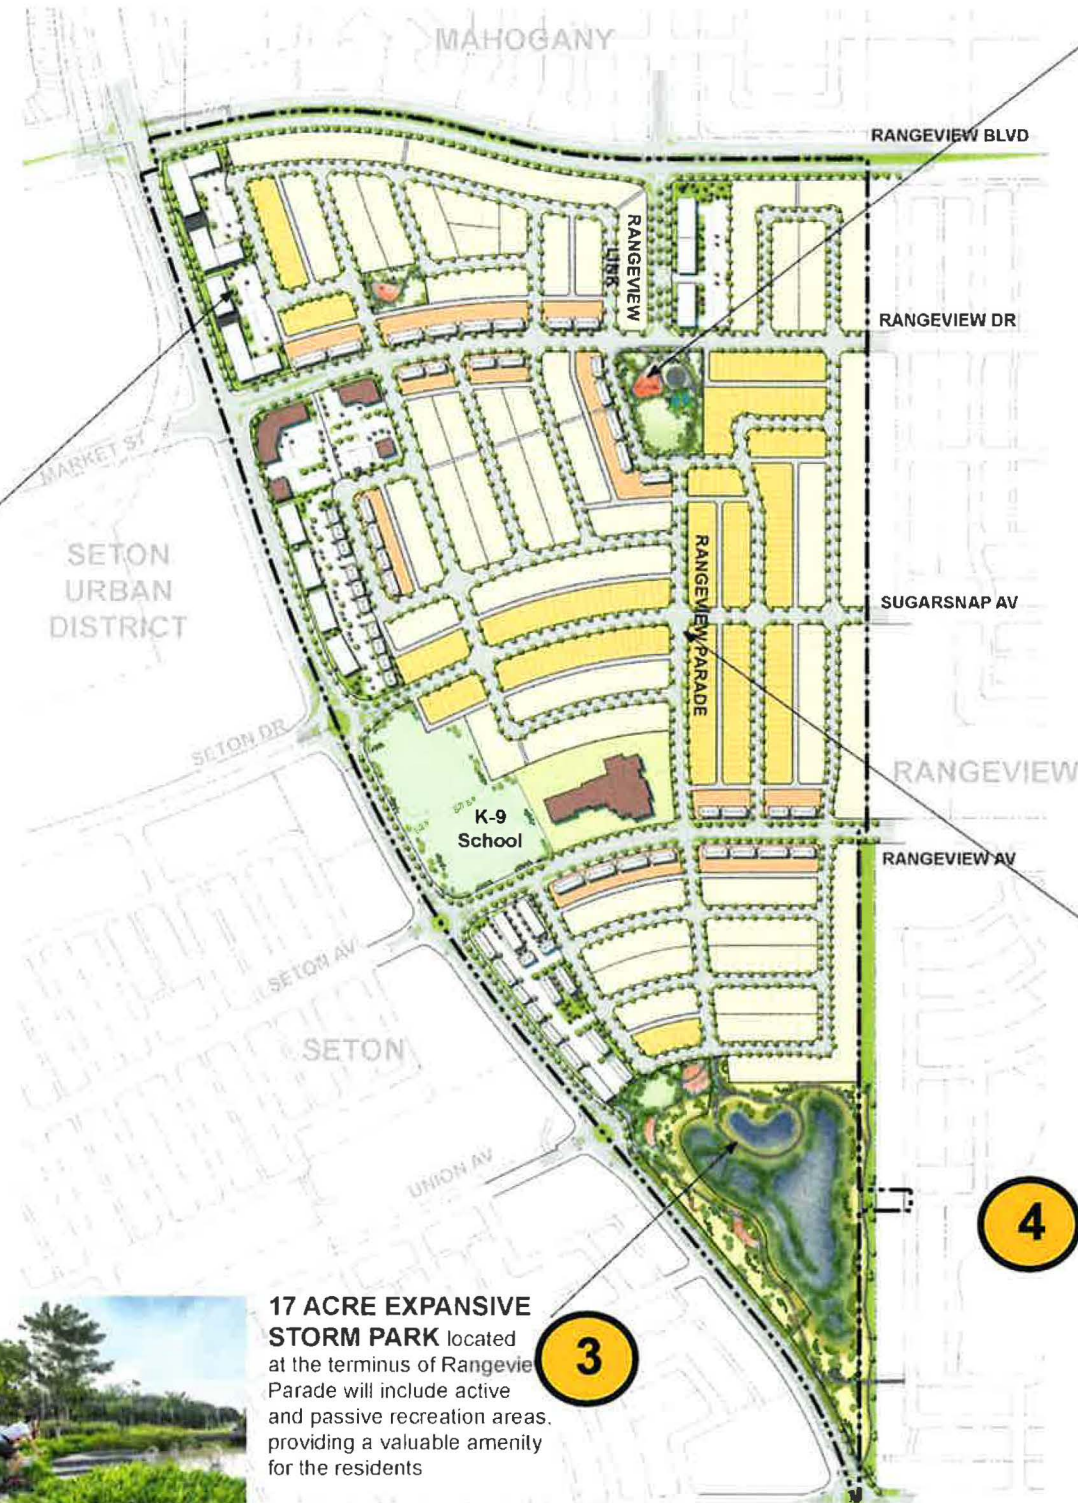 MAHOGANY
RANGEVIEW BLVD
RANGEVIEW
LINK
RANGEVIEW DR
MARKET ST
SETON
URBAN
DISTRICT
RANGEVIEW PARADE
SUGARSNAP AV
SETON DR
RANGEVIEW
K-9
School
RANGEVIEW AV
SETON AV
SETON
UNION AV
4
17 ACRE EXPANSIVE
STORM PARK located
at the terminus of Rangevie
Parade will include active
and passive recreation areas,
providing a valuable amenity
for the residents
3